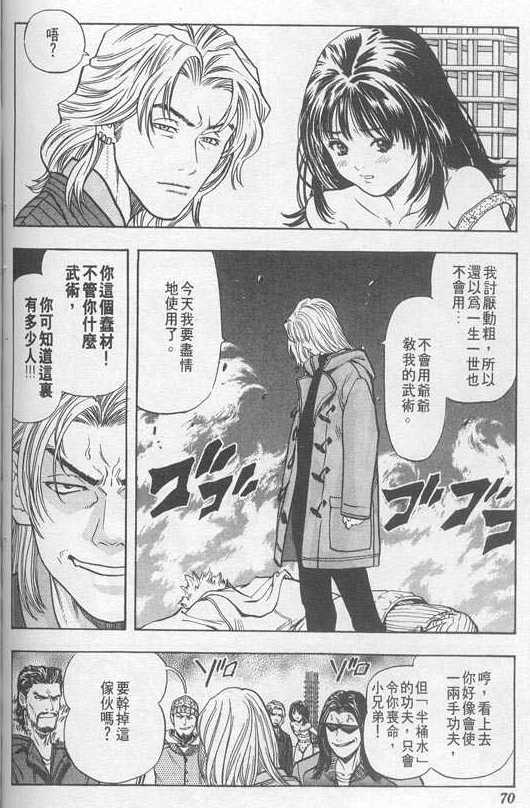 唔?
我討厭動粗，所以
還以為一生一世也
不會用…
不會用爺爺
敎我的武術。
今天我要盡情
地使用了。
ゴゴ
ゴゴ
你這個蠢材！
不管你什麼
武術，
你可知道這裏
有多少人!!!
哼，看上去
你好像會使
一兩手功夫，
但「半桶水」
的功夫，只會
令你喪命，
小兄弟！
ゾロ
ゾロ
要幹掉這
傢伙嗎？
70